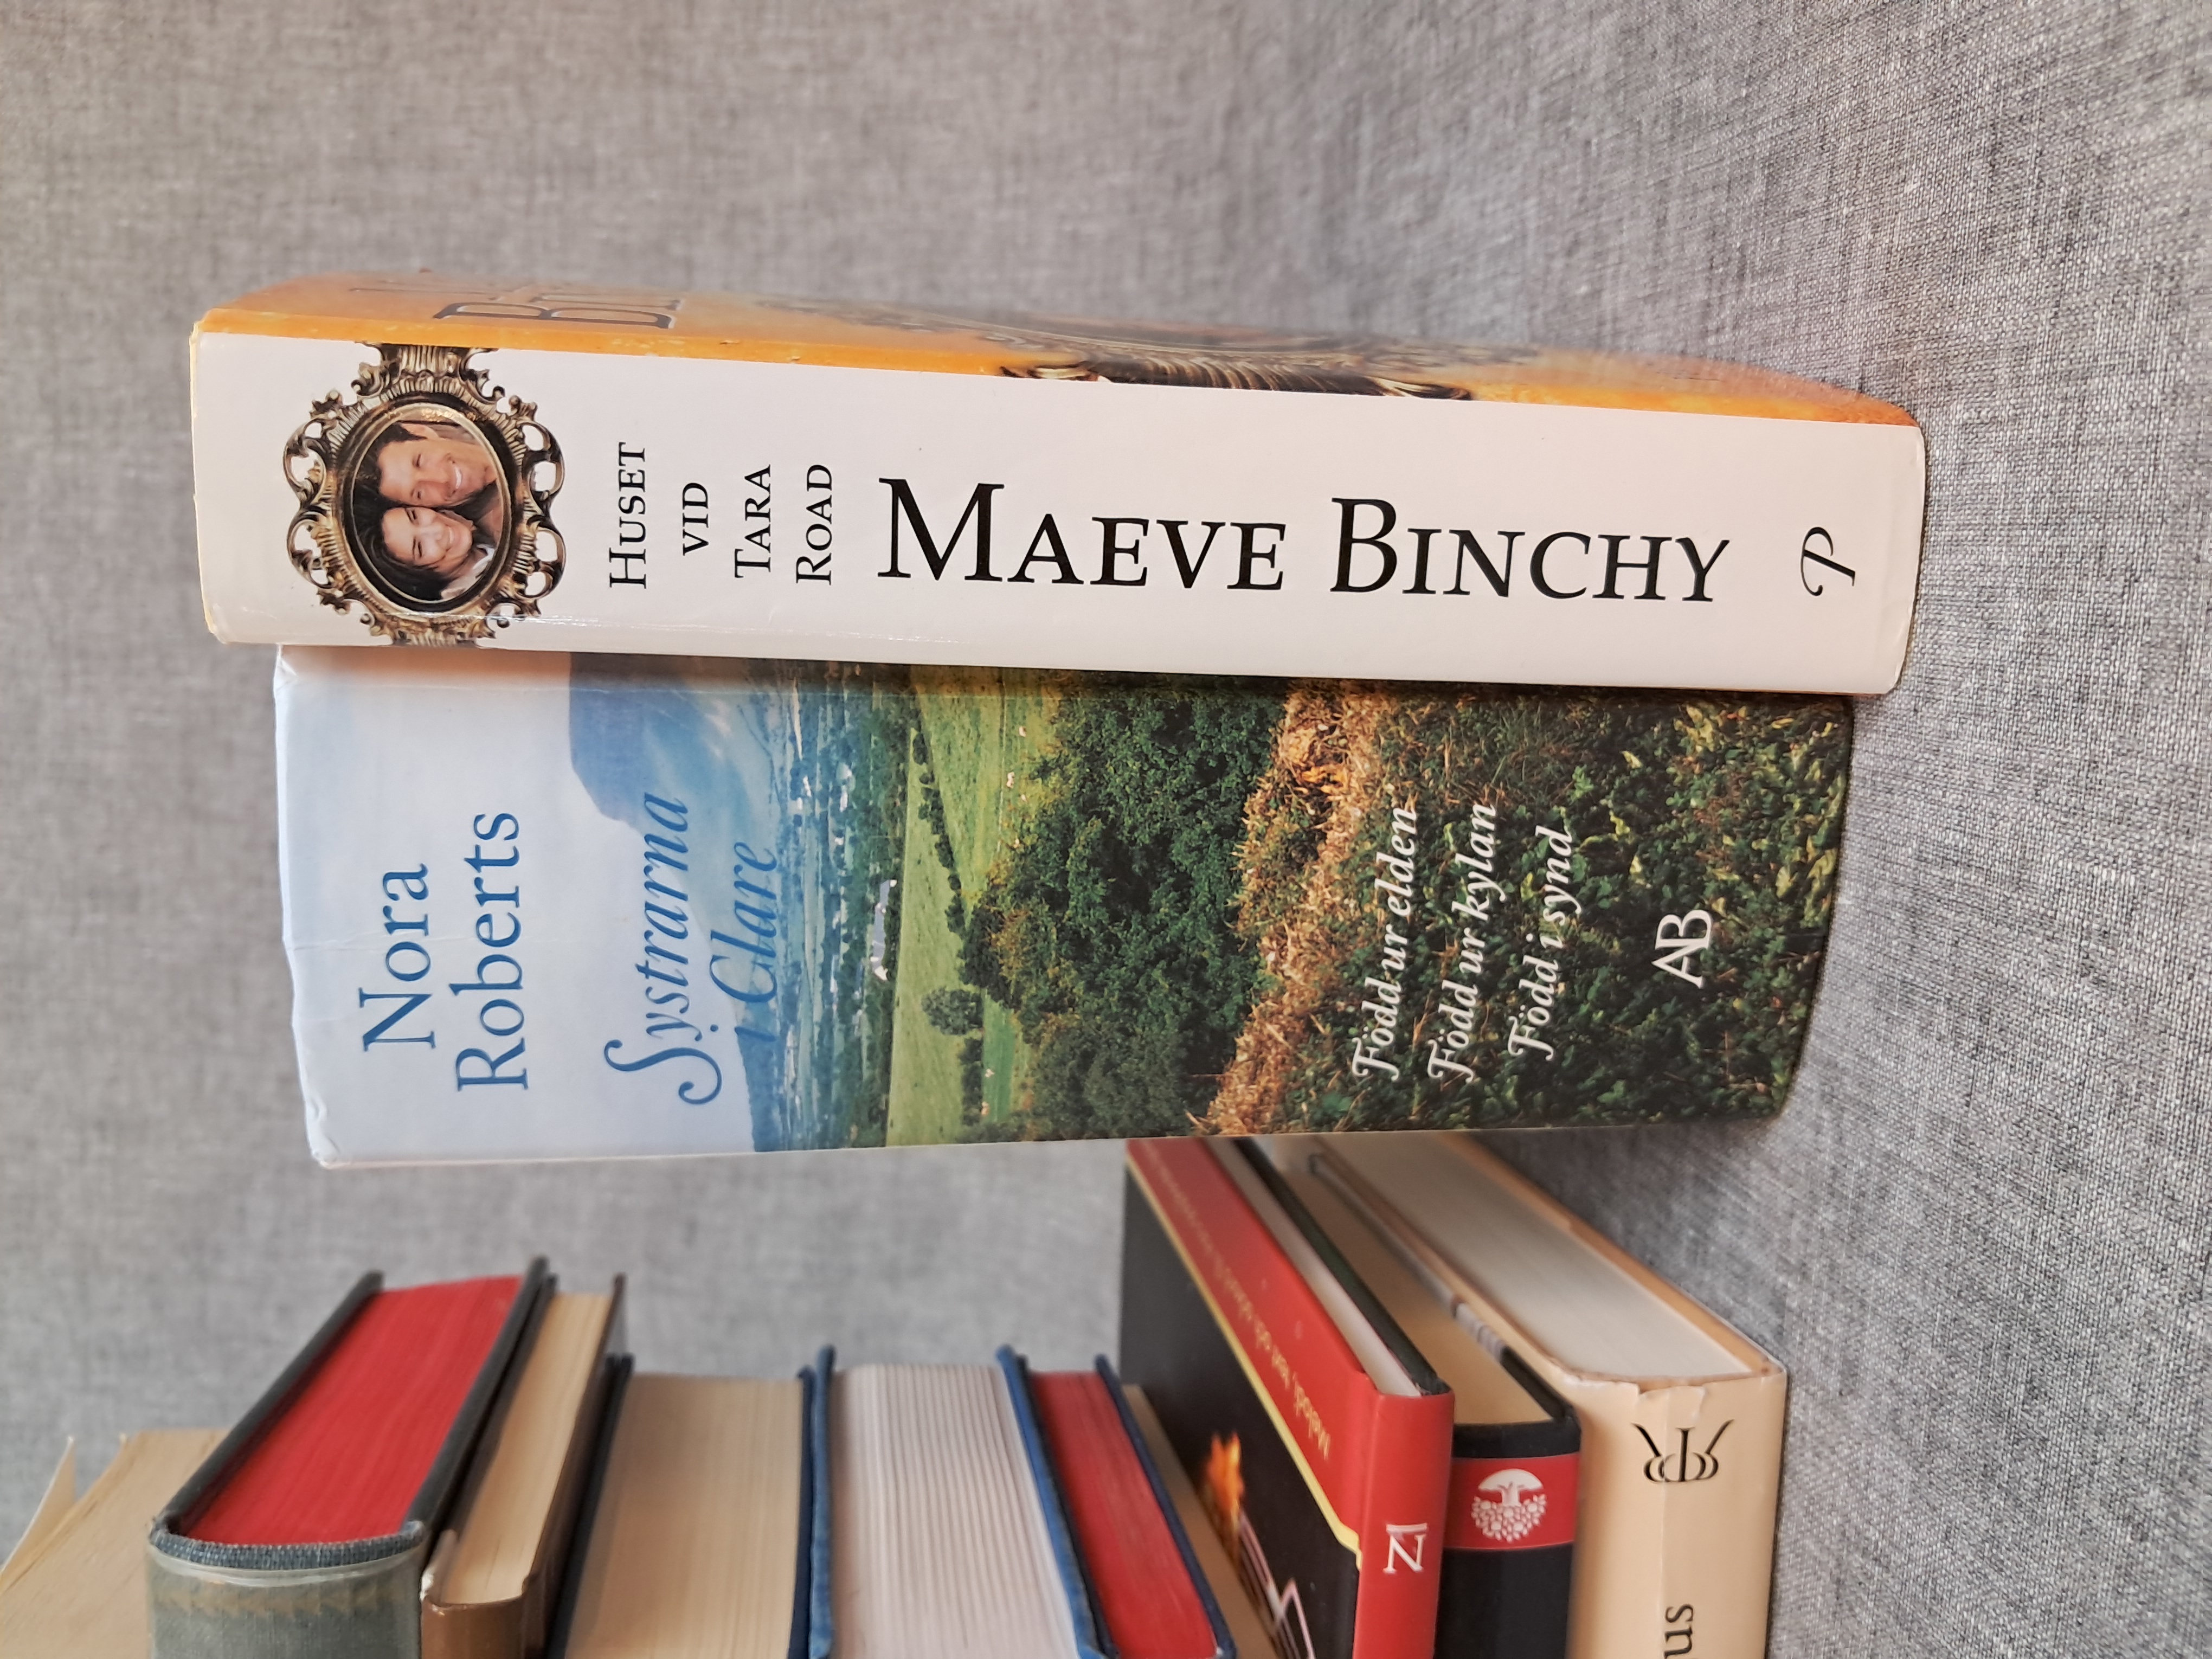 HUSET
VID
TARA
ROAD
MAEVE BINCHY
P
Nora
Roberts
Systrarna
i Clare
Född ur elden
Född ur kylan
Född i synd
AB
N
us